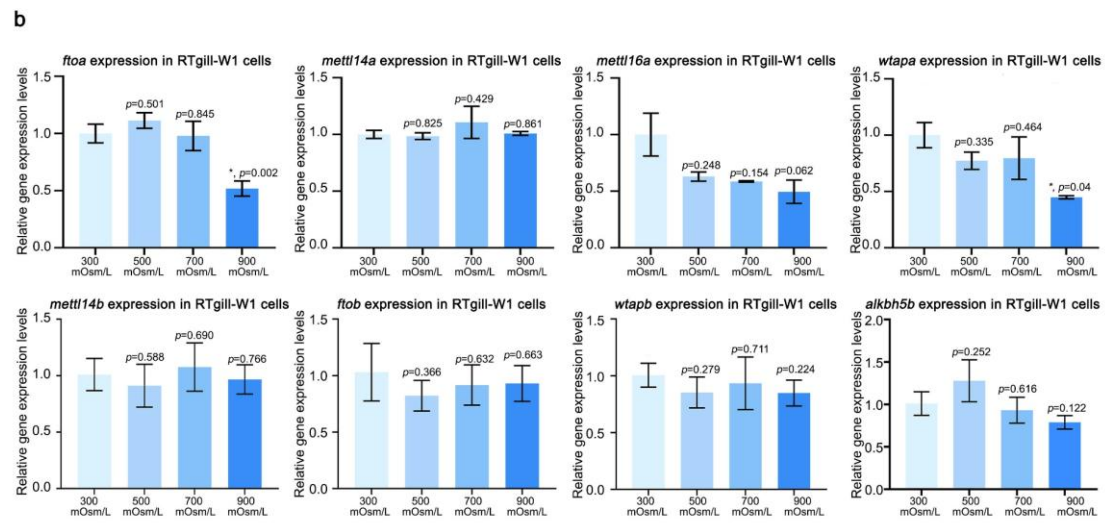 b
ftoa expression in RTgill-W1 cells
Relative gene expression levels
1.5
1.0
0.5
0.0
p=0.501
p=0.845
*, p=0.002
300 500 700 900
mOsm/L mOsm/L mOsm/L mOsm/L
mettl14a expression in RTgill-W1 cells
Relative gene expression levels
1.5
1.0
0.5
0.0
p=0.825
p=0.429
p=0.861
300 500 700 900
mOsm/L mOsm/L mOsm/L mOsm/L
mettl16a expression in RTgill-W1 cells
Relative gene expression levels
1.5
1.0
0.5
0.0
p=0.248
p=0.154
p=0.062
300 500 700 900
mOsm/L mOsm/L mOsm/L mOsm/L
wtapa expression in RTgill-W1 cells
Relative gene expression levels
1.5
1.0
0.5
0.0
p=0.335
p=0.464
*, p=0.04
300 500 700 900
mOsm/L mOsm/L mOsm/L mOsm/L
mettl14b expression in RTgill-W1 cells
Relative gene expression levels
1.5
1.0
0.5
0.0
p=0.588
p=0.690
p=0.766
300 500 700 900
mOsm/L mOsm/L mOsm/L mOsm/L
ftob expression in RTgill-W1 cells
Relative gene expression levels
1.5
1.0
0.5
0.0
p=0.366
p=0.632
p=0.663
300 500 700 900
mOsm/L mOsm/L mOsm/L mOsm/L
wtapb expression in RTgill-W1 cells
Relative gene expression levels
1.5
1.0
0.5
0.0
p=0.279
p=0.711
p=0.224
300 500 700 900
mOsm/L mOsm/L mOsm/L mOsm/L
alkbh5b expression in RTgill-W1 cells
Relative gene expression levels
2.0
1.5
1.0
0.5
0.0
p=0.252
p=0.616
p=0.122
300 500 700 900
mOsm/L mOsm/L mOsm/L mOsm/L